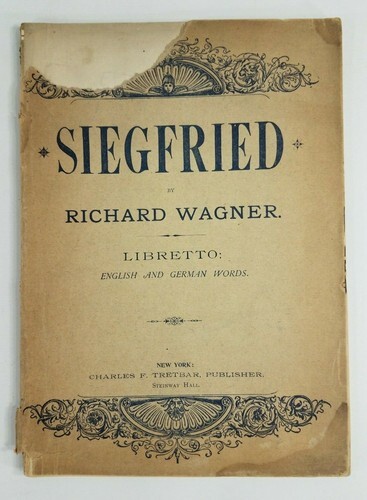 SIEGFRIED
BY
RICHARD WAGNER.
LIBRETTO:
ENGLISH AND GERMAN WORDS.
NEW YORK:
CHARLES F. TRETBAR, PUBLISHER,
STEINWAY HALL.